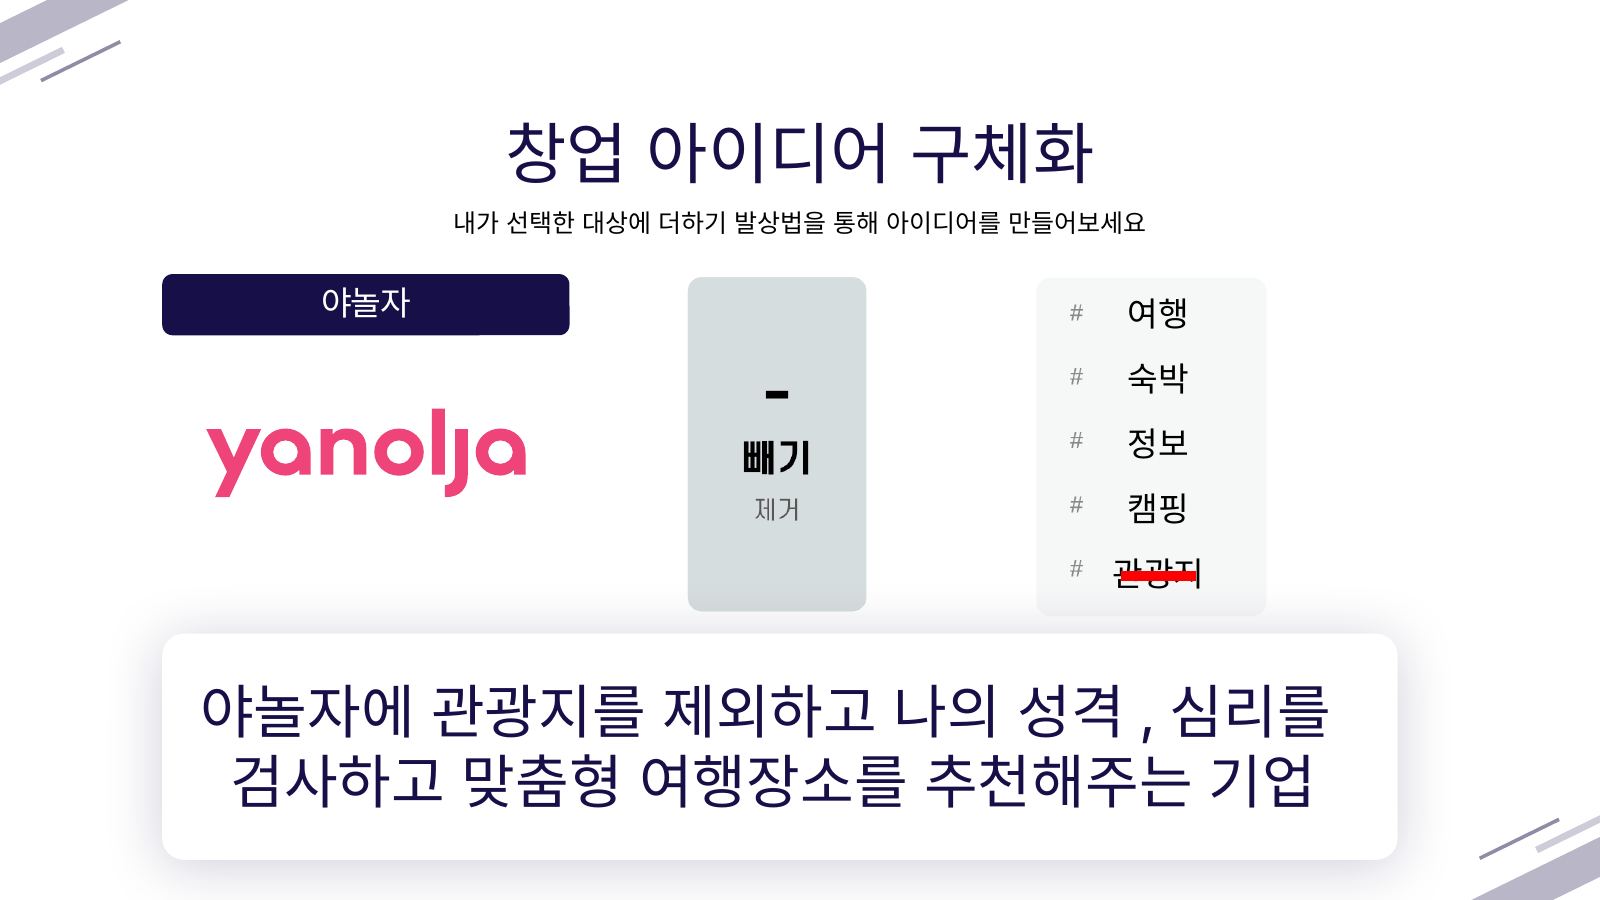 창업 아이디어 구체화
내가 선택한 대상에 더하기 발상법을 통해 아이디어를 만들어보세요
야놀자
yanolja
-
빼기
제거
# 여행
# 숙박
# 정보
# 캠핑
# 관광지
야놀자에 관광지를 제외하고 나의 성격 , 심리를
검사하고 맞춤형 여행장소를 추천해주는 기업